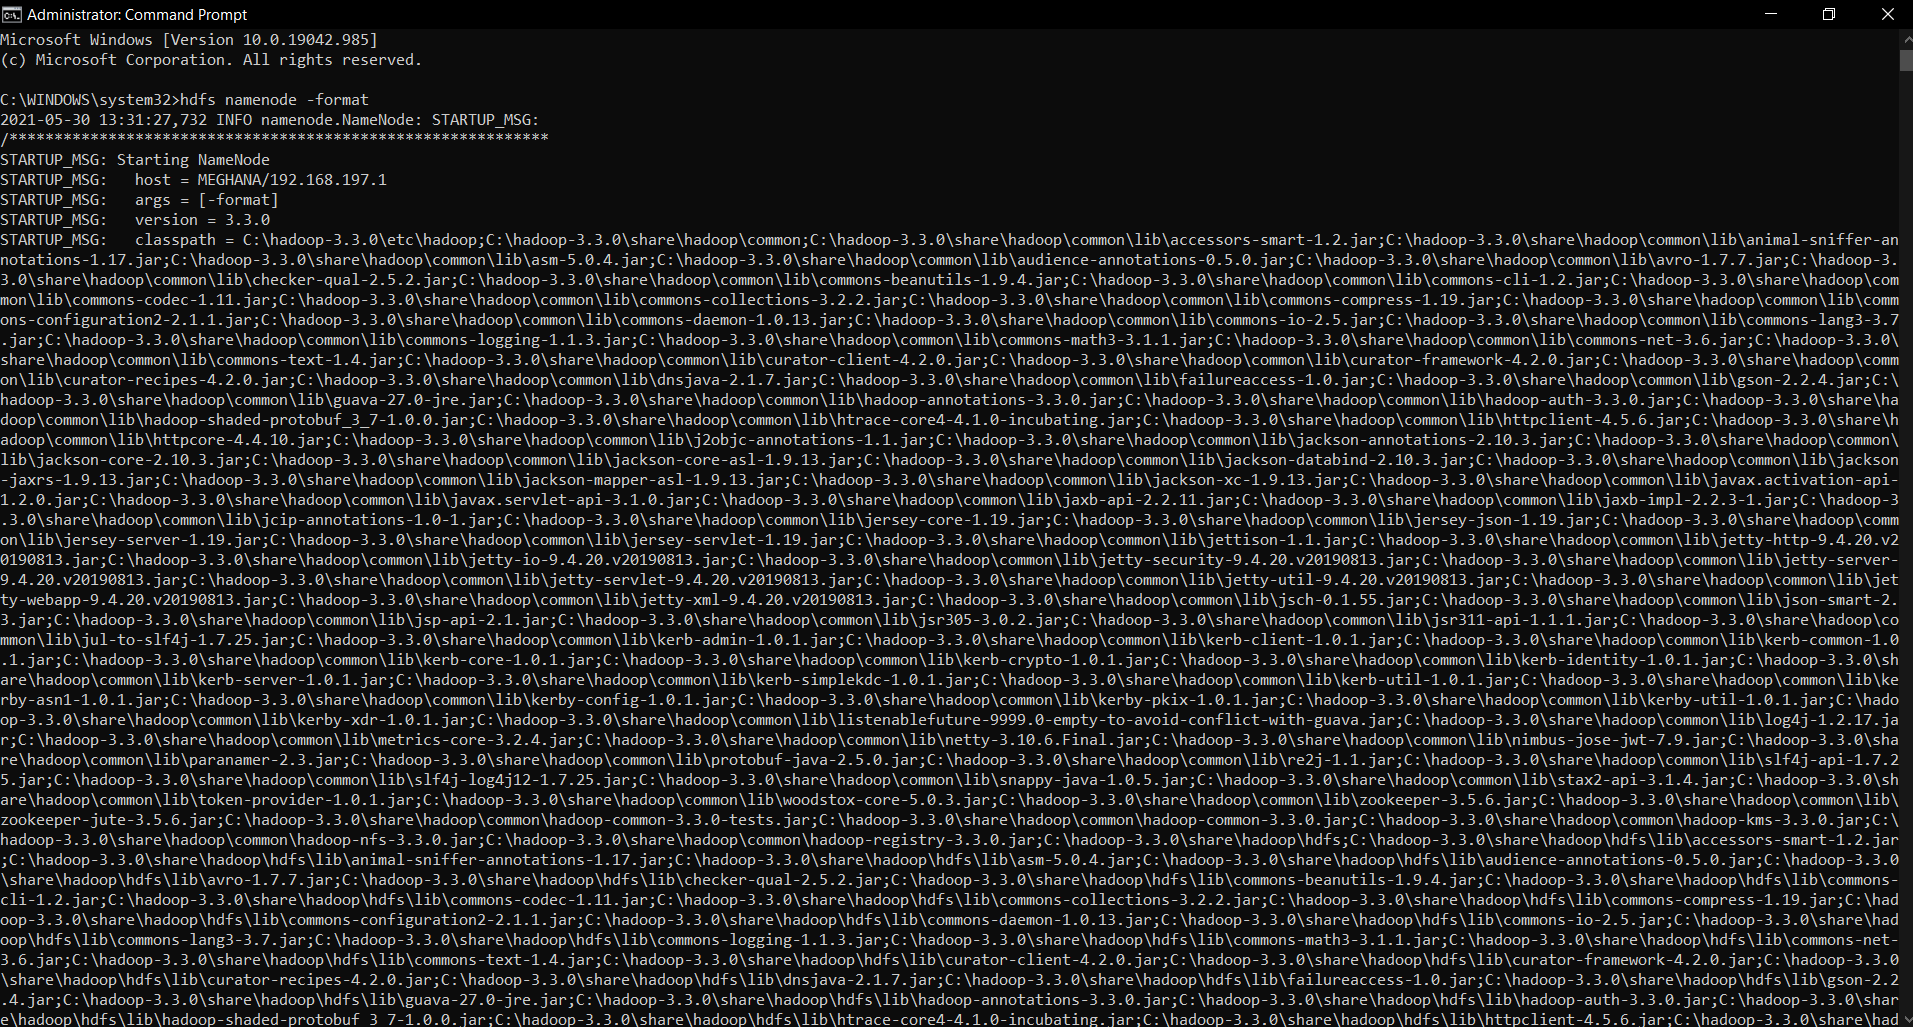 Administrator: Command Prompt
Microsoft Windows [Version 10.0.19042.985]
(c) Microsoft Corporation. All rights reserved.
C:\WINDOWS\system32>hdfs namenode -format
2021-05-30 13:31:27,732 INFO namenode.NameNode: STARTUP_MSG:
/************************************************************
STARTUP_MSG: Starting NameNode
STARTUP_MSG:   host = MEGHANA/192.168.197.1
STARTUP_MSG:   args = [-format]
STARTUP_MSG:   version = 3.3.0
STARTUP_MSG:   classpath = C:\hadoop-3.3.0\etc\hadoop;C:\hadoop-3.3.0\share\hadoop\common;C:\hadoop-3.3.0\share\hadoop\common\lib\accessors-smart-1.2.jar;C:\hadoop-3.3.0\share\hadoop\common\lib\animal-sniffer-an
notations-1.17.jar;C:\hadoop-3.3.0\share\hadoop\common\lib\asm-5.0.4.jar;C:\hadoop-3.3.0\share\hadoop\common\lib\audience-annotations-0.5.0.jar;C:\hadoop-3.3.0\share\hadoop\common\lib\avro-1.7.7.jar;C:\hadoop-3.
3.0\share\hadoop\common\lib\checker-qual-2.5.2.jar;C:\hadoop-3.3.0\share\hadoop\common\lib\commons-beanutils-1.9.4.jar;C:\hadoop-3.3.0\share\hadoop\common\lib\commons-cli-1.2.jar;C:\hadoop-3.3.0\share\hadoop\com
mon\lib\commons-codec-1.11.jar;C:\hadoop-3.3.0\share\hadoop\common\lib\commons-collections-3.2.2.jar;C:\hadoop-3.3.0\share\hadoop\common\lib\commons-compress-1.19.jar;C:\hadoop-3.3.0\share\hadoop\common\lib\comm
ons-configuration2-2.1.1.jar;C:\hadoop-3.3.0\share\hadoop\common\lib\commons-daemon-1.0.13.jar;C:\hadoop-3.3.0\share\hadoop\common\lib\commons-io-2.5.jar;C:\hadoop-3.3.0\share\hadoop\common\lib\commons-lang3-3.7
.jar;C:\hadoop-3.3.0\share\hadoop\common\lib\commons-logging-1.1.3.jar;C:\hadoop-3.3.0\share\hadoop\common\lib\commons-math3-3.1.1.jar;C:\hadoop-3.3.0\share\hadoop\common\lib\commons-net-3.6.jar;C:\hadoop-3.3.0\
share\hadoop\common\lib\commons-text-1.4.jar;C:\hadoop-3.3.0\share\hadoop\common\lib\curator-client-4.2.0.jar;C:\hadoop-3.3.0\share\hadoop\common\lib\curator-framework-4.2.0.jar;C:\hadoop-3.3.0\share\hadoop\comm
on\lib\curator-recipes-4.2.0.jar;C:\hadoop-3.3.0\share\hadoop\common\lib\dnsjava-2.1.7.jar;C:\hadoop-3.3.0\share\hadoop\common\lib\failureaccess-1.0.jar;C:\hadoop-3.3.0\share\hadoop\common\lib\gson-2.2.4.jar;C:\
hadoop-3.3.0\share\hadoop\common\lib\guava-27.0-jre.jar;C:\hadoop-3.3.0\share\hadoop\common\lib\hadoop-annotations-3.3.0.jar;C:\hadoop-3.3.0\share\hadoop\common\lib\hadoop-auth-3.3.0.jar;C:\hadoop-3.3.0\share\ha
doop\common\lib\hadoop-shaded-protobuf_3_7-1.0.0.jar;C:\hadoop-3.3.0\share\hadoop\common\lib\htrace-core4-4.1.0-incubating.jar;C:\hadoop-3.3.0\share\hadoop\common\lib\httpclient-4.5.6.jar;C:\hadoop-3.3.0\share\h
adoop\common\lib\httpcore-4.4.10.jar;C:\hadoop-3.3.0\share\hadoop\common\lib\j2objc-annotations-1.1.jar;C:\hadoop-3.3.0\share\hadoop\common\lib\jackson-annotations-2.10.3.jar;C:\hadoop-3.3.0\share\hadoop\common\
lib\jackson-core-2.10.3.jar;C:\hadoop-3.3.0\share\hadoop\common\lib\jackson-core-asl-1.9.13.jar;C:\hadoop-3.3.0\share\hadoop\common\lib\jackson-databind-2.10.3.jar;C:\hadoop-3.3.0\share\hadoop\common\lib\jackson
-jaxrs-1.9.13.jar;C:\hadoop-3.3.0\share\hadoop\common\lib\jackson-mapper-asl-1.9.13.jar;C:\hadoop-3.3.0\share\hadoop\common\lib\jackson-xc-1.9.13.jar;C:\hadoop-3.3.0\share\hadoop\common\lib\javax.activation-api-
1.2.0.jar;C:\hadoop-3.3.0\share\hadoop\common\lib\javax.servlet-api-3.1.0.jar;C:\hadoop-3.3.0\share\hadoop\common\lib\jaxb-api-2.2.11.jar;C:\hadoop-3.3.0\share\hadoop\common\lib\jaxb-impl-2.2.3-1.jar;C:\hadoop-3
.3.0\share\hadoop\common\lib\jcip-annotations-1.0-1.jar;C:\hadoop-3.3.0\share\hadoop\common\lib\jersey-core-1.19.jar;C:\hadoop-3.3.0\share\hadoop\common\lib\jersey-json-1.19.jar;C:\hadoop-3.3.0\share\hadoop\comm
on\lib\jersey-server-1.19.jar;C:\hadoop-3.3.0\share\hadoop\common\lib\jersey-servlet-1.19.jar;C:\hadoop-3.3.0\share\hadoop\common\lib\jettison-1.1.jar;C:\hadoop-3.3.0\share\hadoop\common\lib\jetty-http-9.4.20.v2
0190813.jar;C:\hadoop-3.3.0\share\hadoop\common\lib\jetty-io-9.4.20.v20190813.jar;C:\hadoop-3.3.0\share\hadoop\common\lib\jetty-security-9.4.20.v20190813.jar;C:\hadoop-3.3.0\share\hadoop\common\lib\jetty-server-
9.4.20.v20190813.jar;C:\hadoop-3.3.0\share\hadoop\common\lib\jetty-servlet-9.4.20.v20190813.jar;C:\hadoop-3.3.0\share\hadoop\common\lib\jetty-util-9.4.20.v20190813.jar;C:\hadoop-3.3.0\share\hadoop\common\lib\jet
ty-webapp-9.4.20.v20190813.jar;C:\hadoop-3.3.0\share\hadoop\common\lib\jetty-xml-9.4.20.v20190813.jar;C:\hadoop-3.3.0\share\hadoop\common\lib\jsch-0.1.55.jar;C:\hadoop-3.3.0\share\hadoop\common\lib\json-smart-2.
3.jar;C:\hadoop-3.3.0\share\hadoop\common\lib\jsp-api-2.1.jar;C:\hadoop-3.3.0\share\hadoop\common\lib\jsr305-3.0.2.jar;C:\hadoop-3.3.0\share\hadoop\common\lib\jsr311-api-1.1.1.jar;C:\hadoop-3.3.0\share\hadoop\co
mmon\lib\jul-to-slf4j-1.7.25.jar;C:\hadoop-3.3.0\share\hadoop\common\lib\kerb-admin-1.0.1.jar;C:\hadoop-3.3.0\share\hadoop\common\lib\kerb-client-1.0.1.jar;C:\hadoop-3.3.0\share\hadoop\common\lib\kerb-common-1.0
.1.jar;C:\hadoop-3.3.0\share\hadoop\common\lib\kerb-core-1.0.1.jar;C:\hadoop-3.3.0\share\hadoop\common\lib\kerb-crypto-1.0.1.jar;C:\hadoop-3.3.0\share\hadoop\common\lib\kerb-identity-1.0.1.jar;C:\hadoop-3.3.0\sh
are\hadoop\common\lib\kerb-server-1.0.1.jar;C:\hadoop-3.3.0\share\hadoop\common\lib\kerb-simplekdc-1.0.1.jar;C:\hadoop-3.3.0\share\hadoop\common\lib\kerb-util-1.0.1.jar;C:\hadoop-3.3.0\share\hadoop\common\lib\ke
rby-asn1-1.0.1.jar;C:\hadoop-3.3.0\share\hadoop\common\lib\kerby-config-1.0.1.jar;C:\hadoop-3.3.0\share\hadoop\common\lib\kerby-pkix-1.0.1.jar;C:\hadoop-3.3.0\share\hadoop\common\lib\kerby-util-1.0.1.jar;C:\hado
op-3.3.0\share\hadoop\common\lib\kerby-xdr-1.0.1.jar;C:\hadoop-3.3.0\share\hadoop\common\lib\listenablefuture-9999.0-empty-to-avoid-conflict-with-guava.jar;C:\hadoop-3.3.0\share\hadoop\common\lib\log4j-1.2.17.ja
r;C:\hadoop-3.3.0\share\hadoop\common\lib\metrics-core-3.2.4.jar;C:\hadoop-3.3.0\share\hadoop\common\lib\netty-3.10.6.Final.jar;C:\hadoop-3.3.0\share\hadoop\common\lib\nimbus-jose-jwt-7.9.jar;C:\hadoop-3.3.0\sha
re\hadoop\common\lib\paranamer-2.3.jar;C:\hadoop-3.3.0\share\hadoop\common\lib\protobuf-java-2.5.0.jar;C:\hadoop-3.3.0\share\hadoop\common\lib\re2j-1.1.jar;C:\hadoop-3.3.0\share\hadoop\common\lib\slf4j-api-1.7.2
5.jar;C:\hadoop-3.3.0\share\hadoop\common\lib\slf4j-log4j12-1.7.25.jar;C:\hadoop-3.3.0\share\hadoop\common\lib\snappy-java-1.0.5.jar;C:\hadoop-3.3.0\share\hadoop\common\lib\stax2-api-3.1.4.jar;C:\hadoop-3.3.0\sh
are\hadoop\common\lib\token-provider-1.0.1.jar;C:\hadoop-3.3.0\share\hadoop\common\lib\woodstox-core-5.0.3.jar;C:\hadoop-3.3.0\share\hadoop\common\lib\zookeeper-3.5.6.jar;C:\hadoop-3.3.0\share\hadoop\common\lib\
zookeeper-jute-3.5.6.jar;C:\hadoop-3.3.0\share\hadoop\common\hadoop-common-3.3.0-tests.jar;C:\hadoop-3.3.0\share\hadoop\common\hadoop-common-3.3.0.jar;C:\hadoop-3.3.0\share\hadoop\common\hadoop-kms-3.3.0.jar;C:\
hadoop-3.3.0\share\hadoop\common\hadoop-nfs-3.3.0.jar;C:\hadoop-3.3.0\share\hadoop\common\hadoop-registry-3.3.0.jar;C:\hadoop-3.3.0\share\hadoop\hdfs;C:\hadoop-3.3.0\share\hadoop\hdfs\lib\accessors-smart-1.2.jar
;C:\hadoop-3.3.0\share\hadoop\hdfs\lib\animal-sniffer-annotations-1.17.jar;C:\hadoop-3.3.0\share\hadoop\hdfs\lib\asm-5.0.4.jar;C:\hadoop-3.3.0\share\hadoop\hdfs\lib\audience-annotations-0.5.0.jar;C:\hadoop-3.3.0
\share\hadoop\hdfs\lib\avro-1.7.7.jar;C:\hadoop-3.3.0\share\hadoop\hdfs\lib\checker-qual-2.5.2.jar;C:\hadoop-3.3.0\share\hadoop\hdfs\lib\commons-beanutils-1.9.4.jar;C:\hadoop-3.3.0\share\hadoop\hdfs\lib\commons-
cli-1.2.jar;C:\hadoop-3.3.0\share\hadoop\hdfs\lib\commons-codec-1.11.jar;C:\hadoop-3.3.0\share\hadoop\hdfs\lib\commons-collections-3.2.2.jar;C:\hadoop-3.3.0\share\hadoop\hdfs\lib\commons-compress-1.19.jar;C:\had
oop-3.3.0\share\hadoop\hdfs\lib\commons-configuration2-2.1.1.jar;C:\hadoop-3.3.0\share\hadoop\hdfs\lib\commons-daemon-1.0.13.jar;C:\hadoop-3.3.0\share\hadoop\hdfs\lib\commons-io-2.5.jar;C:\hadoop-3.3.0\share\had
oop\hdfs\lib\commons-lang3-3.7.jar;C:\hadoop-3.3.0\share\hadoop\hdfs\lib\commons-logging-1.1.3.jar;C:\hadoop-3.3.0\share\hadoop\hdfs\lib\commons-math3-3.1.1.jar;C:\hadoop-3.3.0\share\hadoop\hdfs\lib\commons-net-
3.6.jar;C:\hadoop-3.3.0\share\hadoop\hdfs\lib\commons-text-1.4.jar;C:\hadoop-3.3.0\share\hadoop\hdfs\lib\curator-client-4.2.0.jar;C:\hadoop-3.3.0\share\hadoop\hdfs\lib\curator-framework-4.2.0.jar;C:\hadoop-3.3.0
\share\hadoop\hdfs\lib\curator-recipes-4.2.0.jar;C:\hadoop-3.3.0\share\hadoop\hdfs\lib\dnsjava-2.1.7.jar;C:\hadoop-3.3.0\share\hadoop\hdfs\lib\failureaccess-1.0.jar;C:\hadoop-3.3.0\share\hadoop\hdfs\lib\gson-2.2
.4.jar;C:\hadoop-3.3.0\share\hadoop\hdfs\lib\guava-27.0-jre.jar;C:\hadoop-3.3.0\share\hadoop\hdfs\lib\hadoop-annotations-3.3.0.jar;C:\hadoop-3.3.0\share\hadoop\hdfs\lib\hadoop-auth-3.3.0.jar;C:\hadoop-3.3.0\shar
e\hadoop\hdfs\lib\hadoop-shaded-protobuf_3_7-1.0.0.jar;C:\hadoop-3.3.0\share\hadoop\hdfs\lib\htrace-core4-4.1.0-incubating.jar;C:\hadoop-3.3.0\share\hadoop\hdfs\lib\httpclient-4.5.6.jar;C:\hadoop-3.3.0\share\had